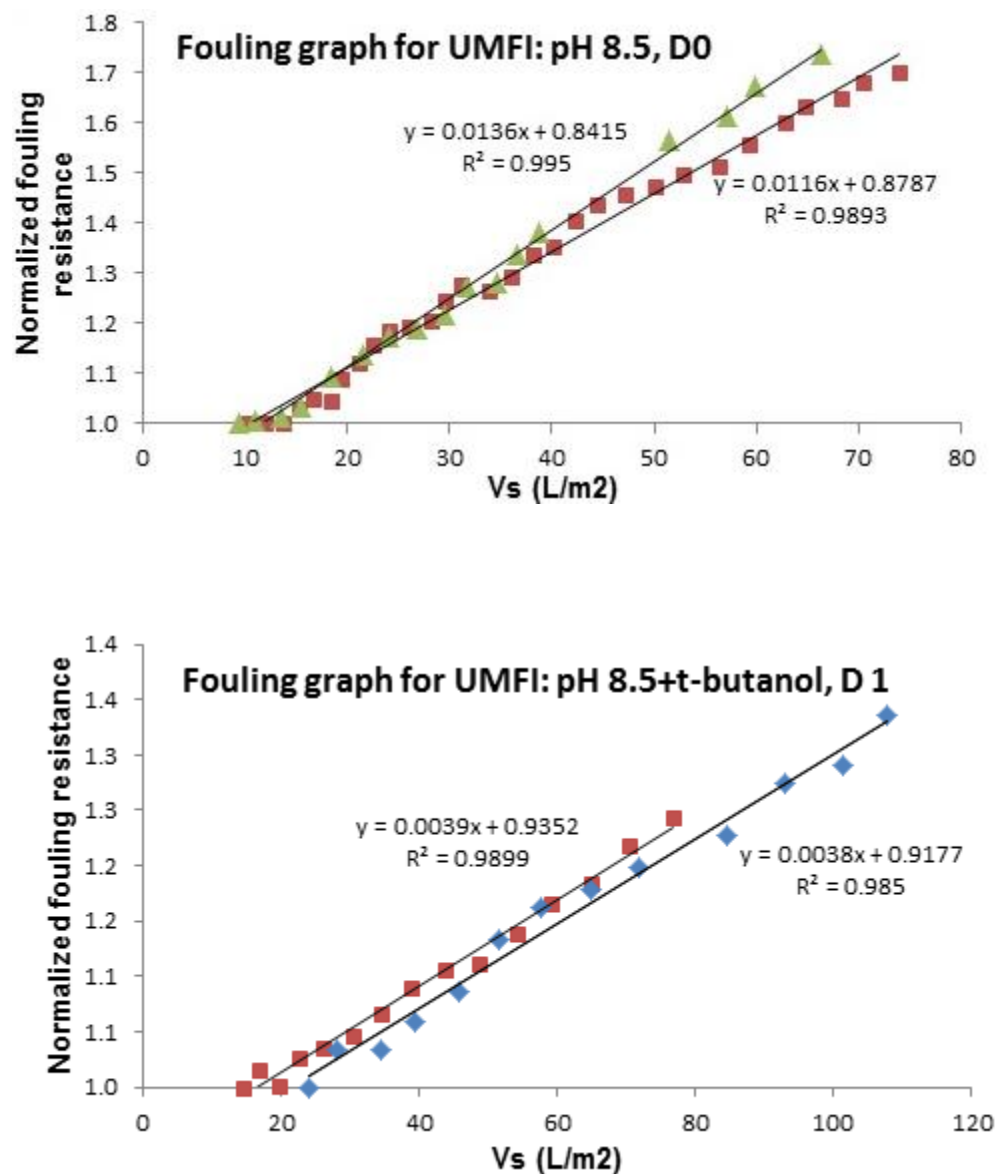 Fouling graph for UMFI: pH 8.5, D0
Normalized fouling
resistance
1.8
1.7
1.6
1.5
1.4
1.3
1.2
1.1
1.0
y = 0.0136x + 0.8415
R² = 0.995
y = 0.0116x + 0.8787
R² = 0.9893
0 10 20 30 40 50 60 70 80
Vs (L/m2)
Fouling graph for UMFI: pH 8.5+t-butanol, D 1
Normalized fouling resistance
1.4
1.4
1.3
1.3
1.2
1.2
1.1
1.1
1.0
y = 0.0039x + 0.9352
R² = 0.9899
y = 0.0038x + 0.9177
R² = 0.985
0 20 40 60 80 100 120
Vs (L/m2)